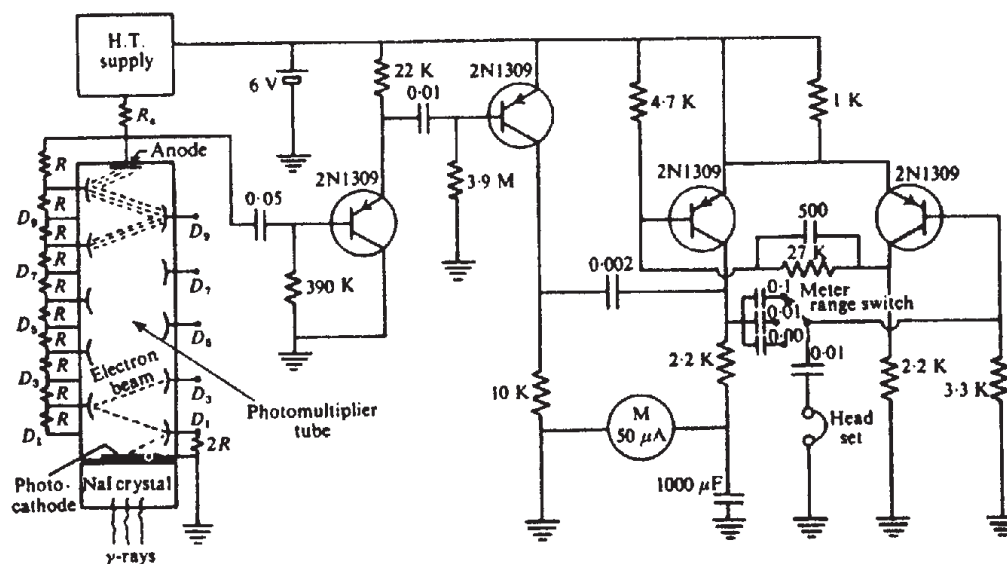 H.T.
supply
6 V
22 K
0·01
2N1309
4·7 K
1 K
R₄
Anode
R
R
D₉
R
D₉
R
D₇
R
D₇
R
D₅
R
D₅
R
D₃
R
D₃
R
D₁
D₁
2R
0·05
2N1309
3·9 M
390 K
2N1309
2N1309
500
27 K
0·002
Meter
range switch
0·1
0·01
0·00
0·01
2·2 K
2·2 K
3·3 K
10 K
M
50 μA
Head
set
1000 μF
Electron
beam
Photomultiplier
tube
Photo-
cathode
NaI crystal
γ-rays